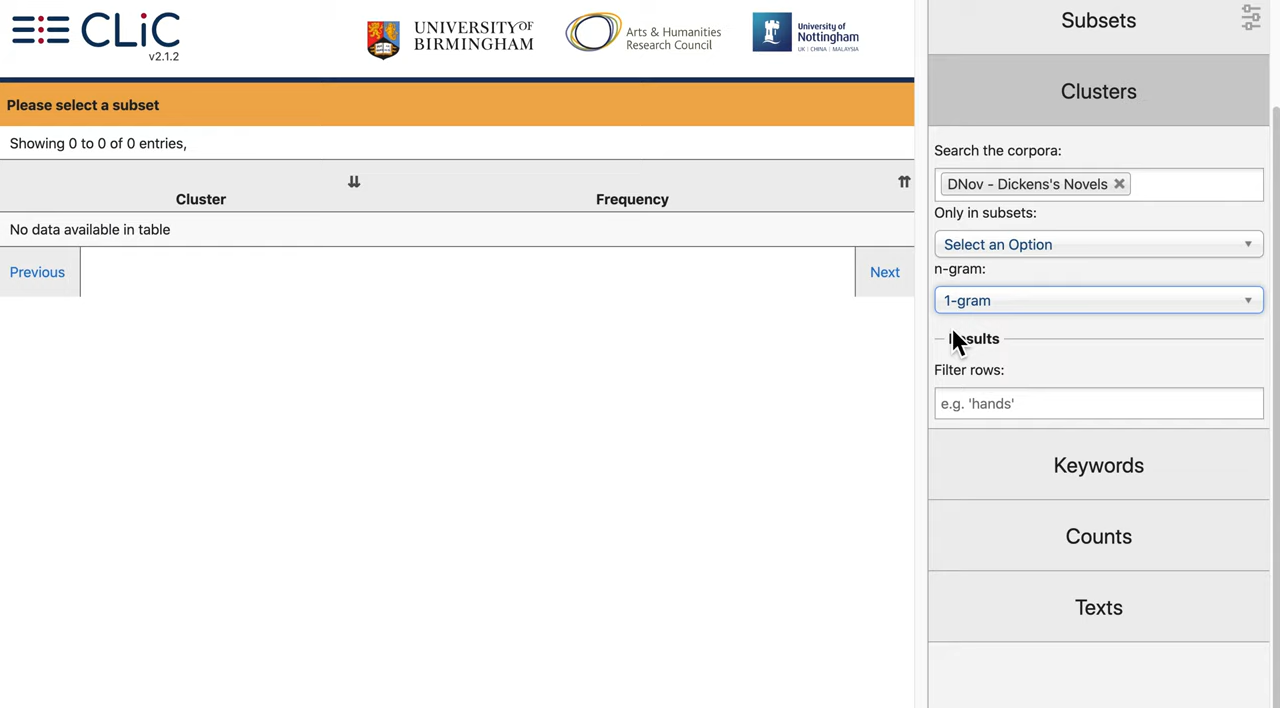 CLiC
v2.1.2
UNIVERSITY OF
BIRMINGHAM
Arts & Humanities
Research Council
University of
Nottingham
UK | CHINA | MALAYSIA
Please select a subset
Showing 0 to 0 of 0 entries,
Cluster
Frequency
No data available in table
Previous
Next
Subsets
Clusters
Search the corpora:
DNov - Dickens's Novels
Only in subsets:
Select an Option
n-gram:
1-gram
Results
Filter rows:
e.g. 'hands'
Keywords
Counts
Texts